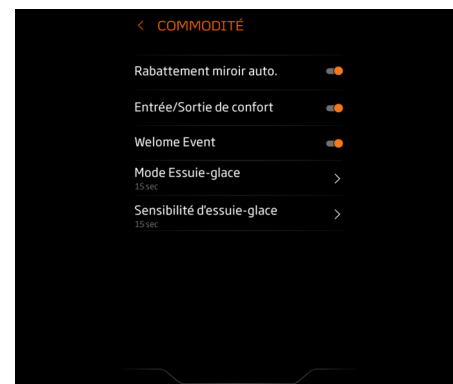 COMMODITÉ
Rabattement miroir auto.
Entrée/Sortie de confort
Welome Event
Mode Essuie-glace
15 sec
Sensibilité d'essuie-glace
15 sec